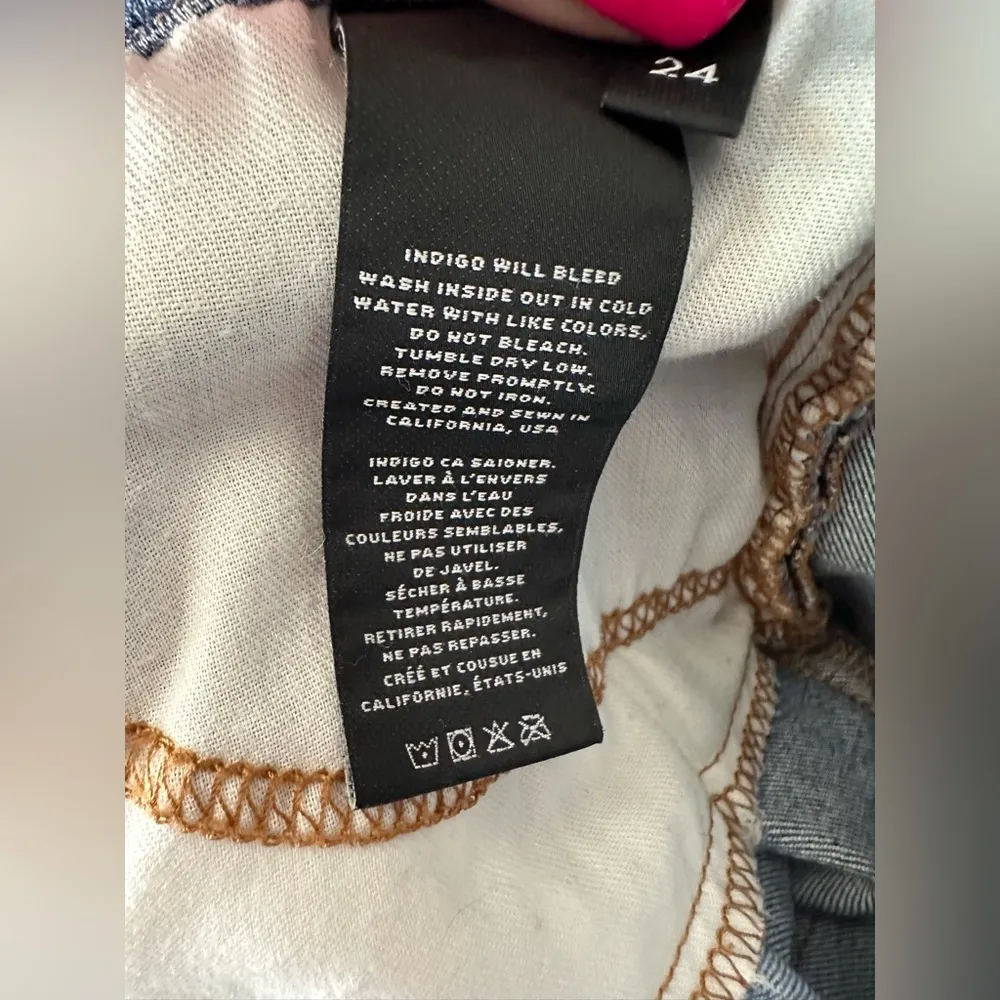 24
INDIGO WILL BLEED
WASH INSIDE OUT IN COLD
WATER WITH LIKE COLORS,
DO NOT BLEACH.
TUMBLE DRY LOW.
REMOVE PROMPTLY.
DO NOT IRON.
CREATED AND SEWN IN
CALIFORNIA, USA
INDIGO CA SAIGNER.
LAVER À L'ENVERS
DANS L'EAU
FROIDE AVEC DES
COULEURS SEMBLABLES,
NE PAS UTILISER
DE JAVEL.
SÉCHER À BASSE
TEMPÉRATURE.
RETIRER RAPIDEMENT,
NE PAS REPASSER.
CRÉÉ ET COUSUE EN
CALIFORNIE, ÉTATS-UNIS